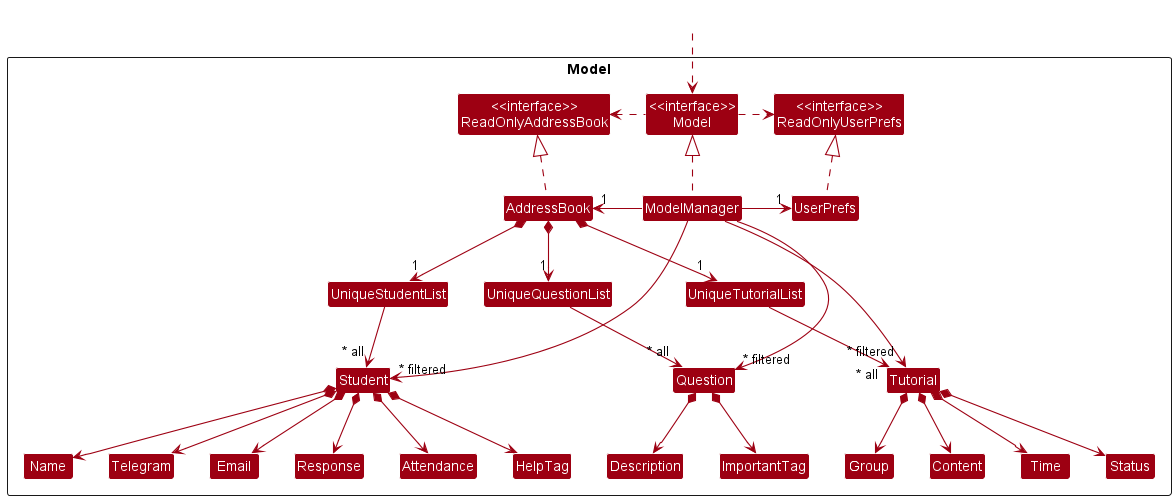 Model
<<interface>>
ReadOnlyAddressBook
<<interface>>
Model
<<interface>>
ReadOnlyUserPrefs
AddressBook
1
ModelManager
1
UserPrefs
1
1
1
UniqueStudentList
UniqueQuestionList
UniqueTutorialList
* all
* filtered
* all
* filtered
* filtered
* all
Student
Question
Tutorial
Name
Telegram
Email
Response
Attendance
HelpTag
Description
ImportantTag
Group
Content
Time
Status